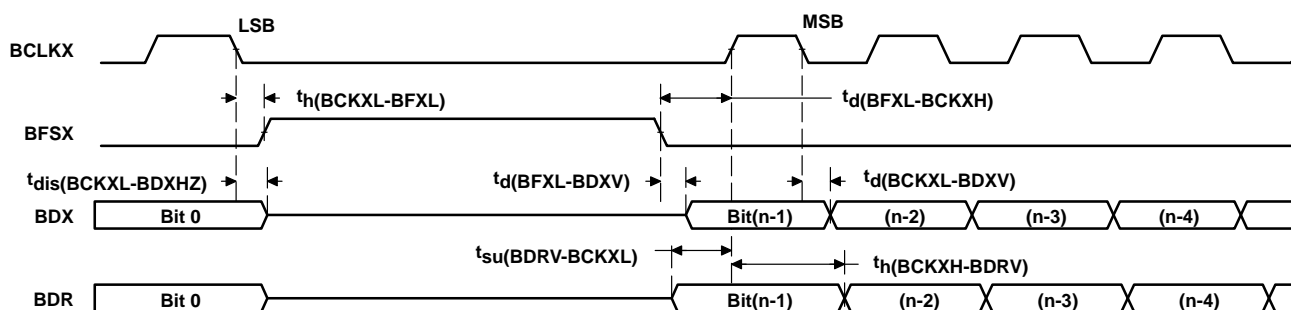 LSB
MSB
BCLKX
th(BCKXL-BFXL)
td(BFXL-BCKXH)
BFSX
tdis(BCKXL-BDXHZ)
td(BFXL-BDXV)
td(BCKXL-BDXV)
BDX
Bit 0
Bit(n-1)
(n-2)
(n-3)
(n-4)
tsu(BDRV-BCKXL)
th(BCKXH-BDRV)
BDR
Bit 0
Bit(n-1)
(n-2)
(n-3)
(n-4)